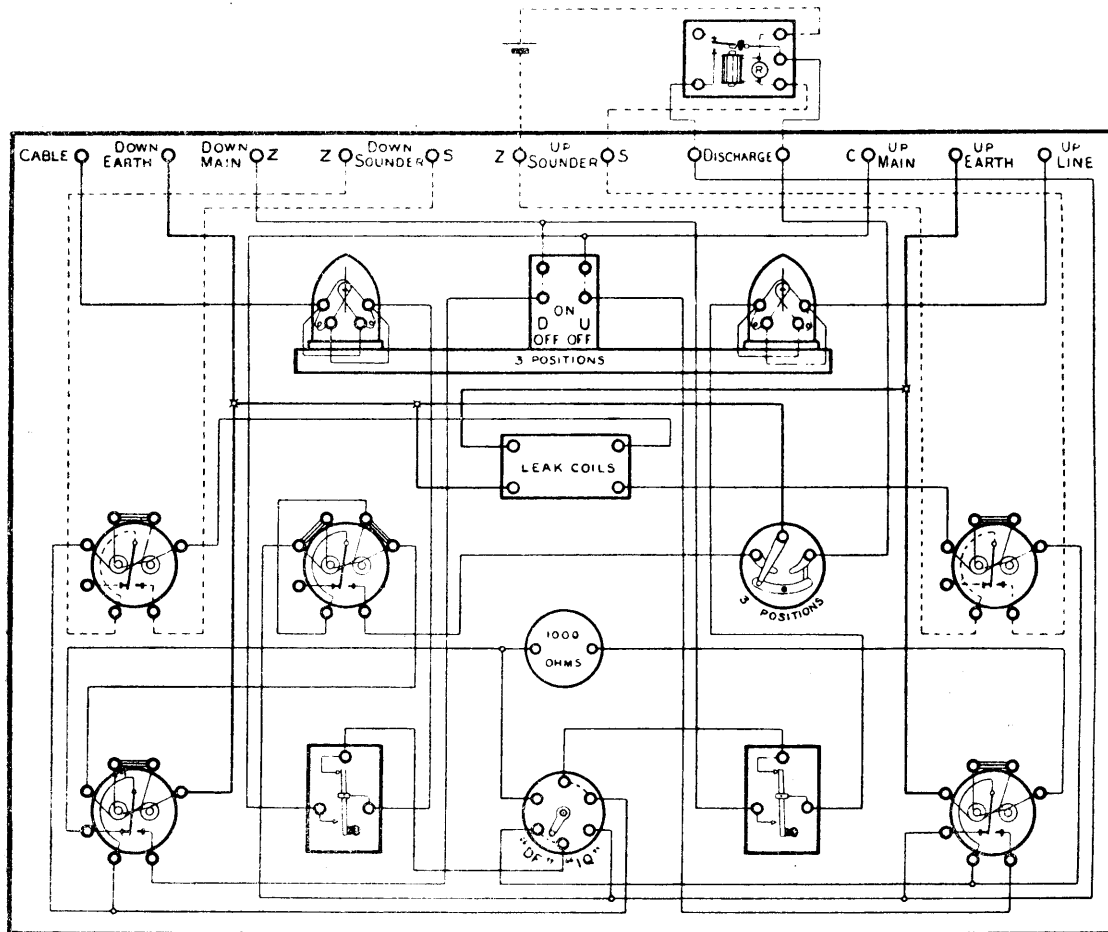 R
CABLE DOWN EARTH DOWN MAIN Z Z DOWN SOUNDER S Z UP SOUNDER S DISCHARGE C UP MAIN UP EARTH UP LINE
ON
D U
OFF OFF
3 POSITIONS
LEAK COILS
3 POSITIONS
1000
OHMS
"DF" "IQ"